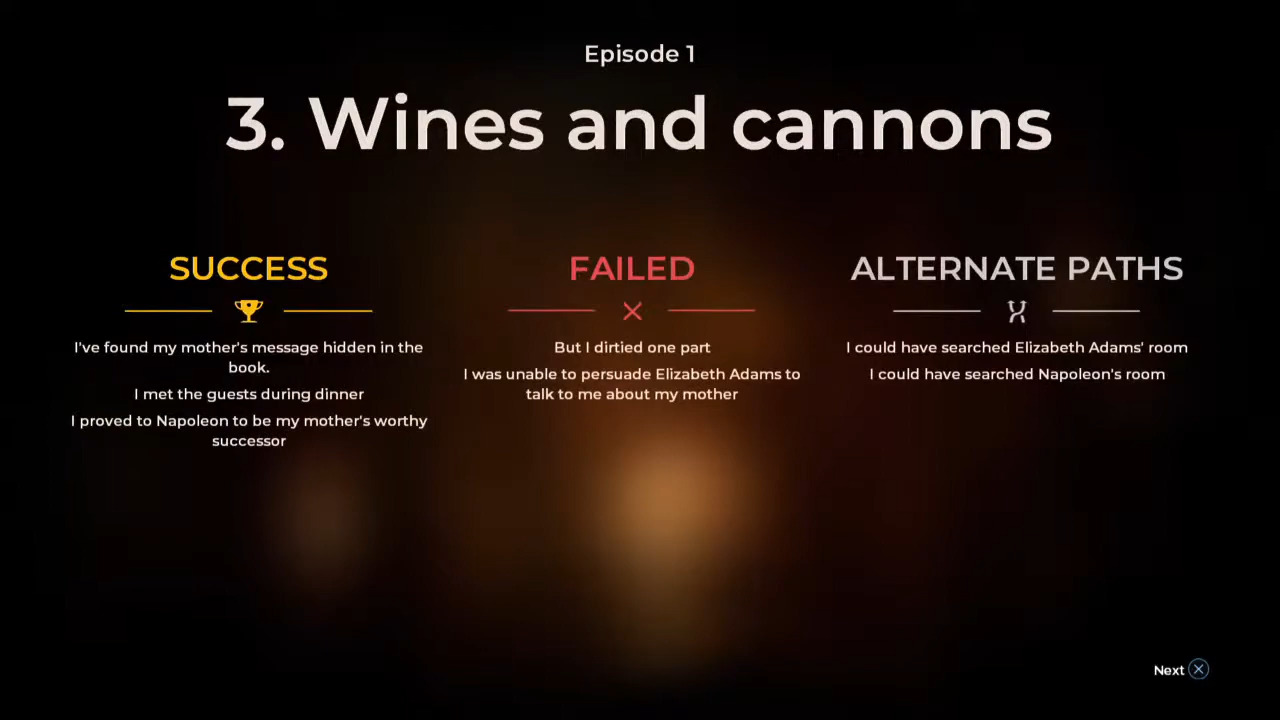 Episode 1
3. Wines and cannons
SUCCESS
I've found my mother's message hidden in the
book.
I met the guests during dinner
I proved to Napoleon to be my mother's worthy
successor
FAILED
But I dirtied one part
I was unable to persuade Elizabeth Adams to
talk to me about my mother
ALTERNATE PATHS
I could have searched Elizabeth Adams' room
I could have searched Napoleon's room
Next